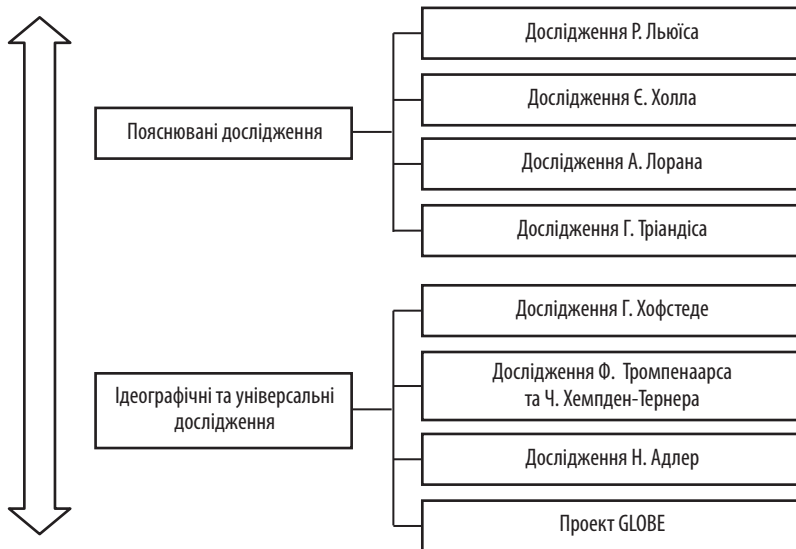 Пояснювані дослідження
Дослідження Р. Льюїса
Дослідження Є. Холла
Дослідження А. Лорана
Дослідження Г. Тріандіса
Ідеографічні та універсальні
дослідження
Дослідження Г. Хофстеде
Дослідження Ф. Тромпенаарса
та Ч. Хемпден-Тернера
Дослідження Н. Адлер
Проект GLOBE